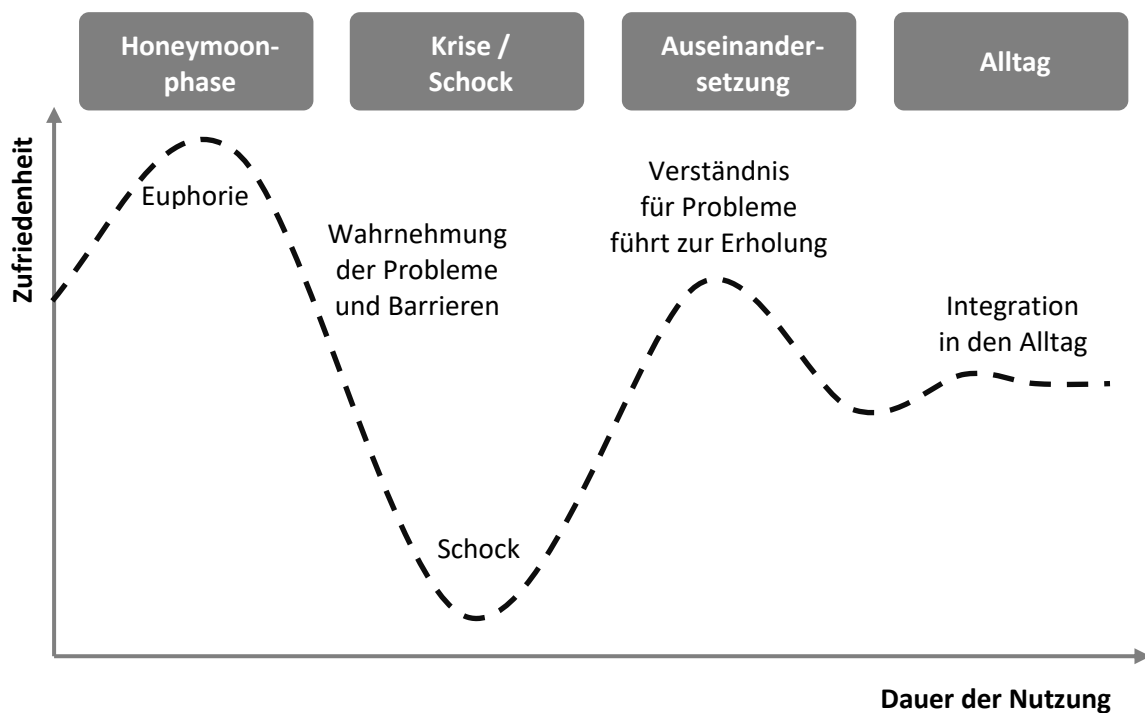 Honeymoon-
phase
Krise /
Schock
Auseinander-
setzung
Alltag
Zufriedenheit
Euphorie
Wahrnehmung
der Probleme
und Barrieren
Schock
Verständnis
für Probleme
führt zur Erholung
Integration
in den Alltag
Dauer der Nutzung